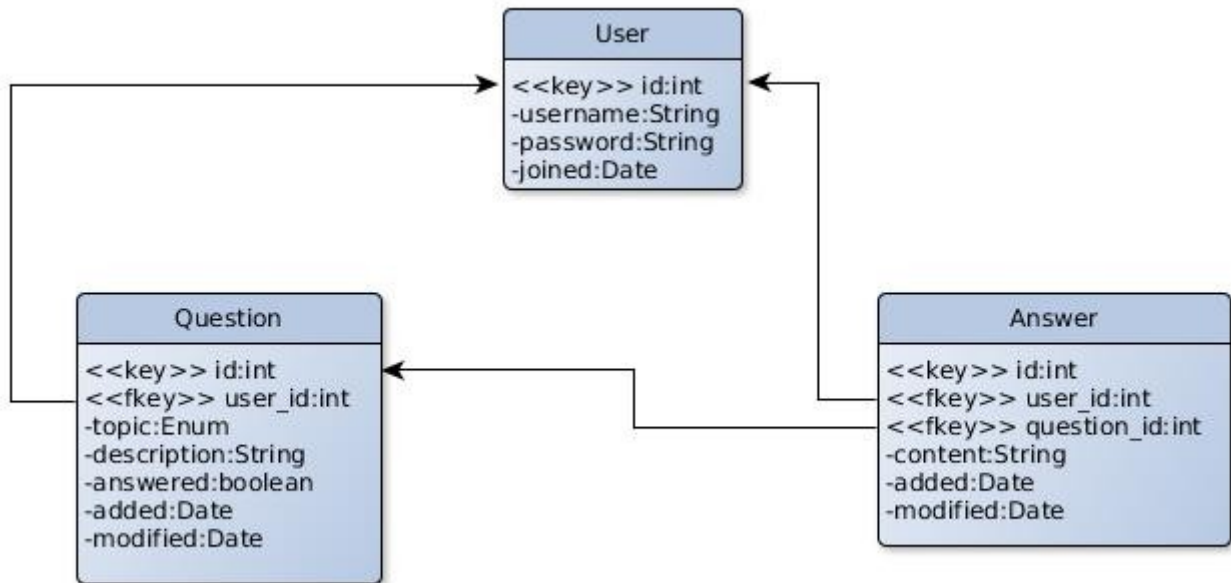 User
<<key>> id:int
-username:String
-password:String
-joined:Date
Question
<<key>> id:int
<<fkey>> user_id:int
-topic:Enum
-description:String
-answered:boolean
-added:Date
-modified:Date
Answer
<<key>> id:int
<<fkey>> user_id:int
<<fkey>> question_id:int
-content:String
-added:Date
-modified:Date